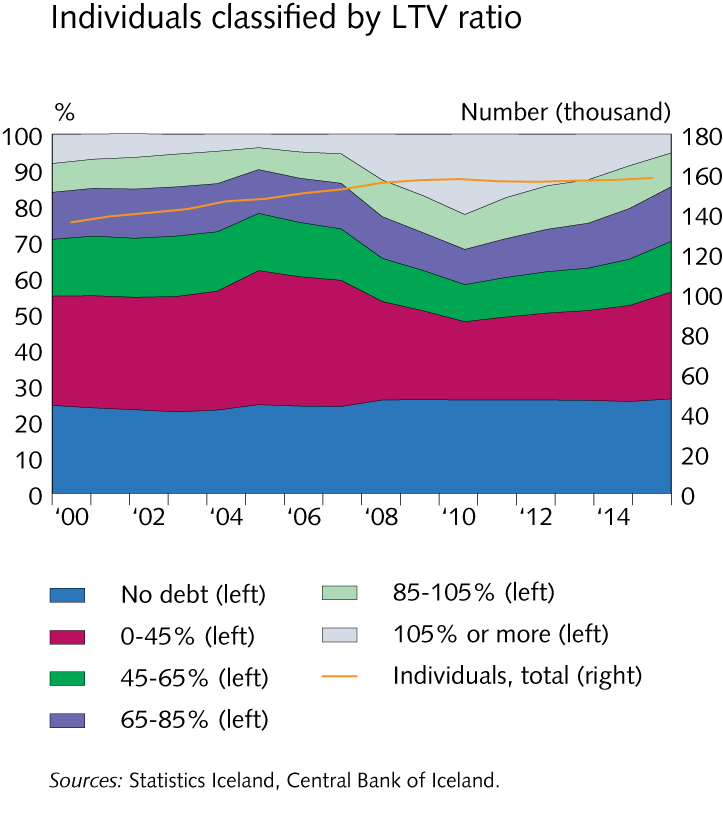 Individuals classified by LTV ratio
% Number (thousand)
100 180
90 160
80 140
70 120
60 100
50 80
40 60
30 40
20 20
10 0
0
‘00 ‘02 ‘04 ‘06 ‘08 ‘10 ‘12 ‘14
No debt (left)
0-45% (left)
45-65% (left)
65-85% (left)
85-105% (left)
105% or more (left)
Individuals, total (right)
Sources: Statistics Iceland, Central Bank of Iceland.